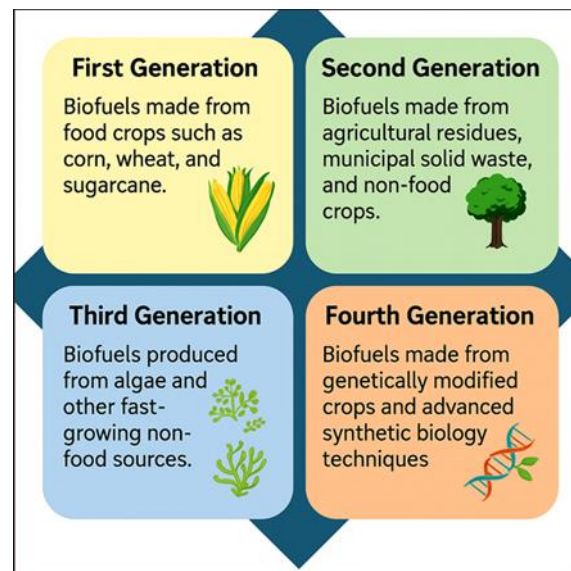 First Generation
Biofuels made from
food crops such as
corn, wheat, and
sugarcane.
Second Generation
Biofuels made from
agricultural residues,
municipal solid waste,
and non-food
crops.
Third Generation
Biofuels produced
from algae and
other fast-
growing non-
food sources.
Fourth Generation
Biofuels made from
genetically modified
crops and advanced
synthetic biology
techniques